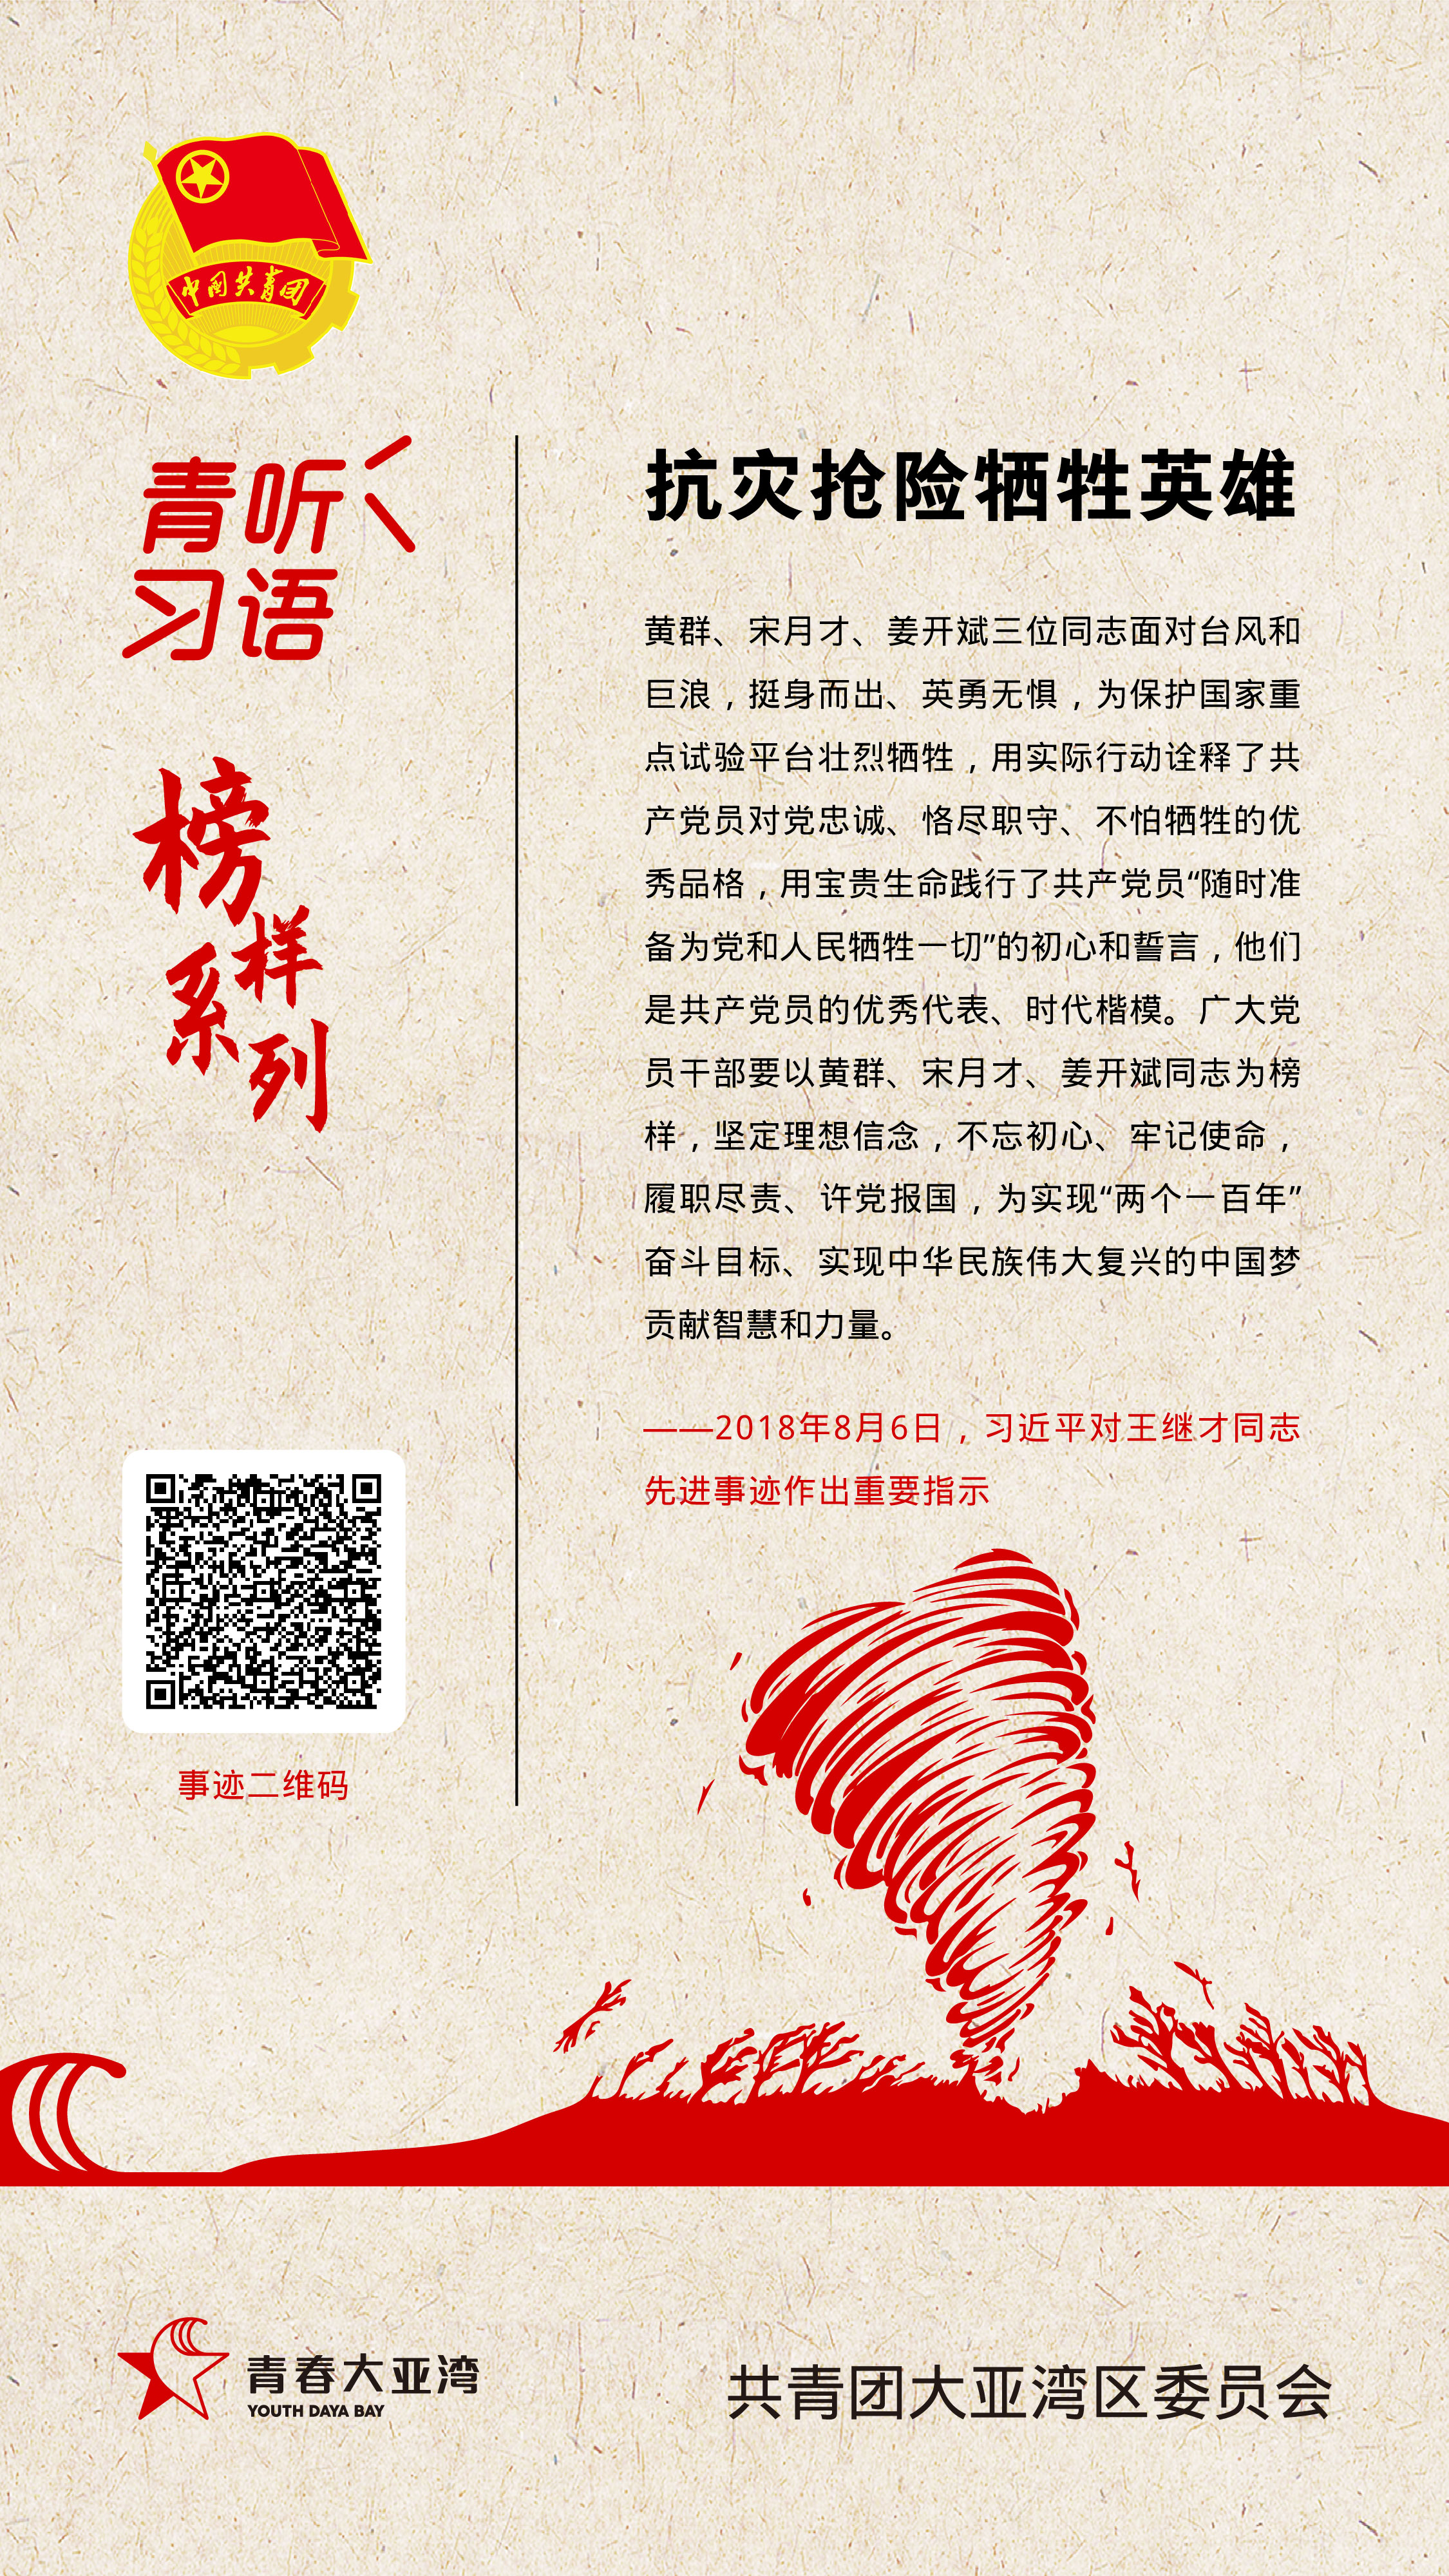 中国共青团
青听
习语
榜样
系列
抗灾抢险牺牲英雄
黄群、宋月才、姜开斌三位同志面对台风和
巨浪，挺身而出、英勇无惧，为保护国家重
点试验平台壮烈牺牲，用实际行动诠释了共
产党员对党忠诚、恪尽职守、不怕牺牲的优
秀品格，用宝贵生命践行了共产党员“随时准
备为党和人民牺牲一切”的初心和誓言，他们
是共产党员的优秀代表、时代楷模。广大党
员干部要以黄群、宋月才、姜开斌同志为榜
样，坚定理想信念，不忘初心、牢记使命，
履职尽责、许党报国，为实现“两个一百年”
奋斗目标、实现中华民族伟大复兴的中国梦
贡献智慧和力量。
——2018年8月6日，习近平对王继才同志
先进事迹作出重要指示
事迹二维码
青春大亚湾
YOUTH DAYA BAY
共青团大亚湾区委员会